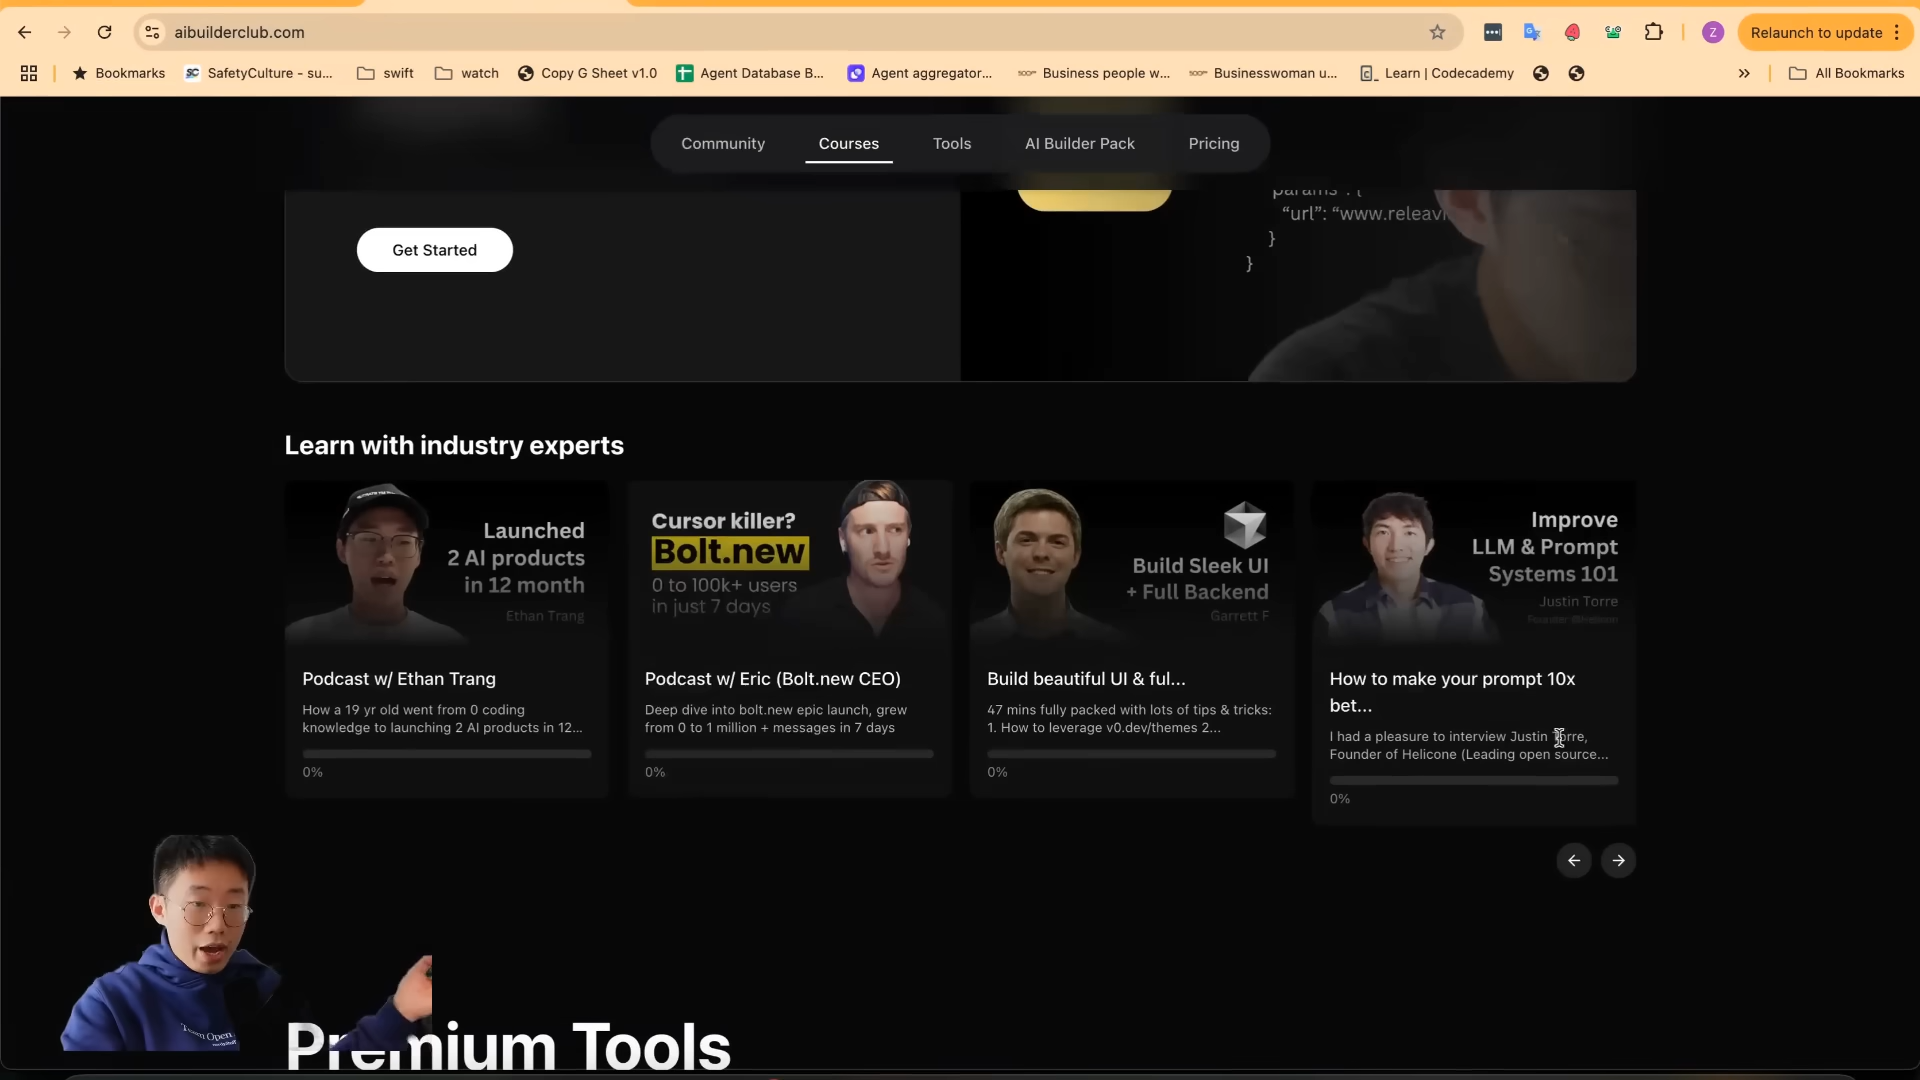 aibuilderclub.com
Relaunch to update
Bookmarks
SafetyCulture - su...
swift
watch
Copy G Sheet v1.0
Agent Database B...
Agent aggregator...
Business people w...
Businesswoman u...
Learn | Codecademy
All Bookmarks
Community
Courses
Tools
AI Builder Pack
Pricing
Get Started
params": {
"url": "www.releavi
}
}
Learn with industry experts
Launched
2 AI products
in 12 month
Ethan Trang
Podcast w/ Ethan Trang
How a 19 yr old went from 0 coding
knowledge to launching 2 AI products in 12...
0%
Cursor killer?
Bolt.new
0 to 100k+ users
in just 7 days
Podcast w/ Eric (Bolt.new CEO)
Deep dive into bolt.new epic launch, grew
from 0 to 1 million + messages in 7 days
0%
Build Sleek UI
+ Full Backend
Garrett F
Build beautiful UI & ful...
47 mins fully packed with lots of tips & tricks:
1. How to leverage v0.dev/themes 2...
0%
Improve
LLM & Prompt
Systems 101
Justin Torre
Founder @helicone
How to make your prompt 10x
bet...
I had a pleasure to interview Justin Torre,
Founder of Helicone (Leading open source...
0%
Premium Tools